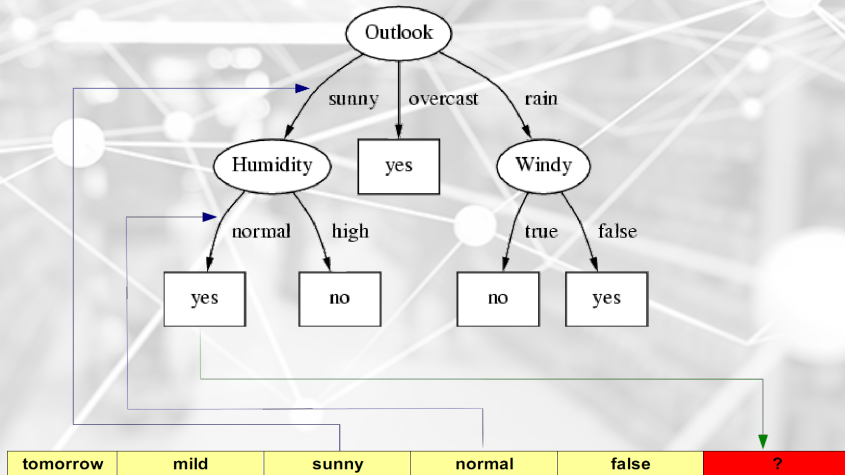 Outlook
sunny overcast rain
Humidity yes Windy
normal high true false
yes no no yes
tomorrow mild sunny normal false ?